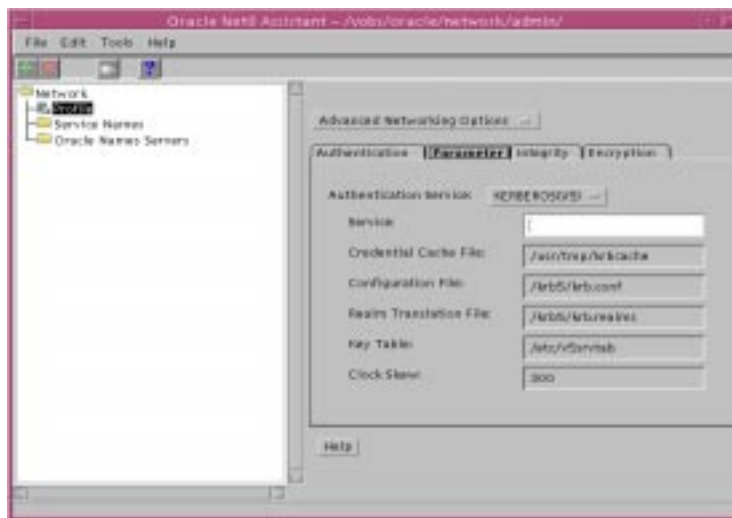 Oracle Net8 Assistant – /vobs/oracle/network/admin/
File Edit Tools Help
Network
Profile
Service Names
Oracle Names Servers
Advanced Networking Options
Authentication Parameter Integrity Encryption
Authentication Service: KERBEROS(V5)
Service:
Credential Cache File: /usr/tmp/krbcache
Configuration File: /krb5/krb.conf
Realm Translation File: /krb5/krb.realms
Key Table: /etc/v5srvtab
Clock Skew: 300
Help